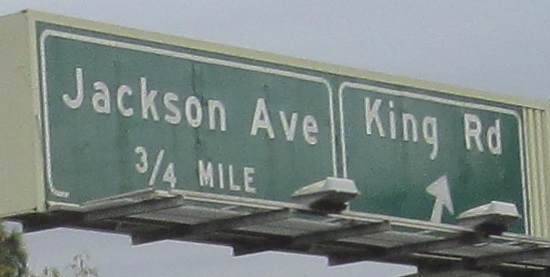 Jackson Ave
3/4 MILE
King Rd